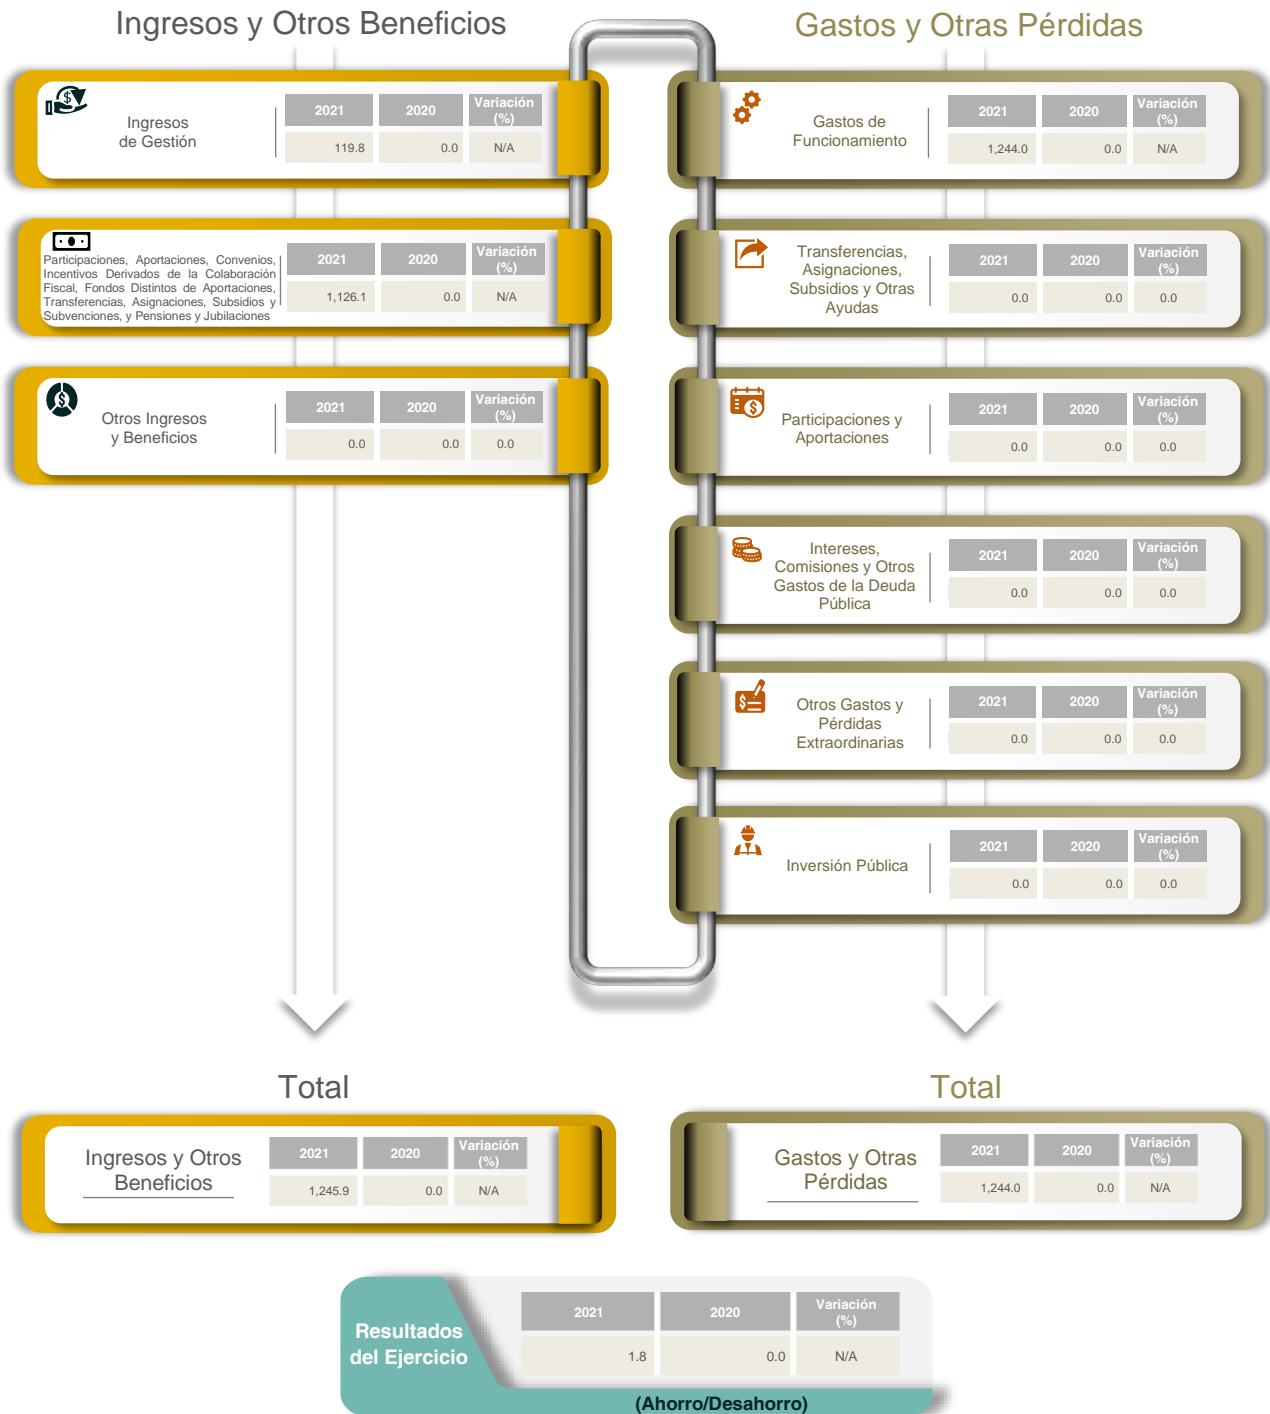 Ingresos y Otros Beneficios
Ingresos
de Gestión
2021 2020 Variación (%)
119.8 0.0 N/A
Participaciones, Aportaciones, Convenios,
Incentivos Derivados de la Colaboración
Fiscal, Fondos Distintos de Aportaciones,
Transferencias, Asignaciones, Subsidios y
Subvenciones, y Pensiones y Jubilaciones
2021 2020 Variación (%)
1,126.1 0.0 N/A
Otros Ingresos
y Beneficios
2021 2020 Variación (%)
0.0 0.0 0.0
Gastos y Otras Pérdidas
Gastos de
Funcionamiento
2021 2020 Variación (%)
1,244.0 0.0 N/A
Transferencias,
Asignaciones,
Subsidios y Otras
Ayudas
2021 2020 Variación (%)
0.0 0.0 0.0
Participaciones y
Aportaciones
2021 2020 Variación (%)
0.0 0.0 0.0
Intereses,
Comisiones y Otros
Gastos de la Deuda
Pública
2021 2020 Variación (%)
0.0 0.0 0.0
Otros Gastos y
Pérdidas
Extraordinarias
2021 2020 Variación (%)
0.0 0.0 0.0
Inversión Pública
2021 2020 Variación (%)
0.0 0.0 0.0
Total
Ingresos y Otros
Beneficios
2021 2020 Variación (%)
1,245.9 0.0 N/A
Total
Gastos y Otras
Pérdidas
2021 2020 Variación (%)
1,244.0 0.0 N/A
Resultados
del Ejercicio
2021 2020 Variación (%)
1.8 0.0 N/A
(Ahorro/Desahorro)